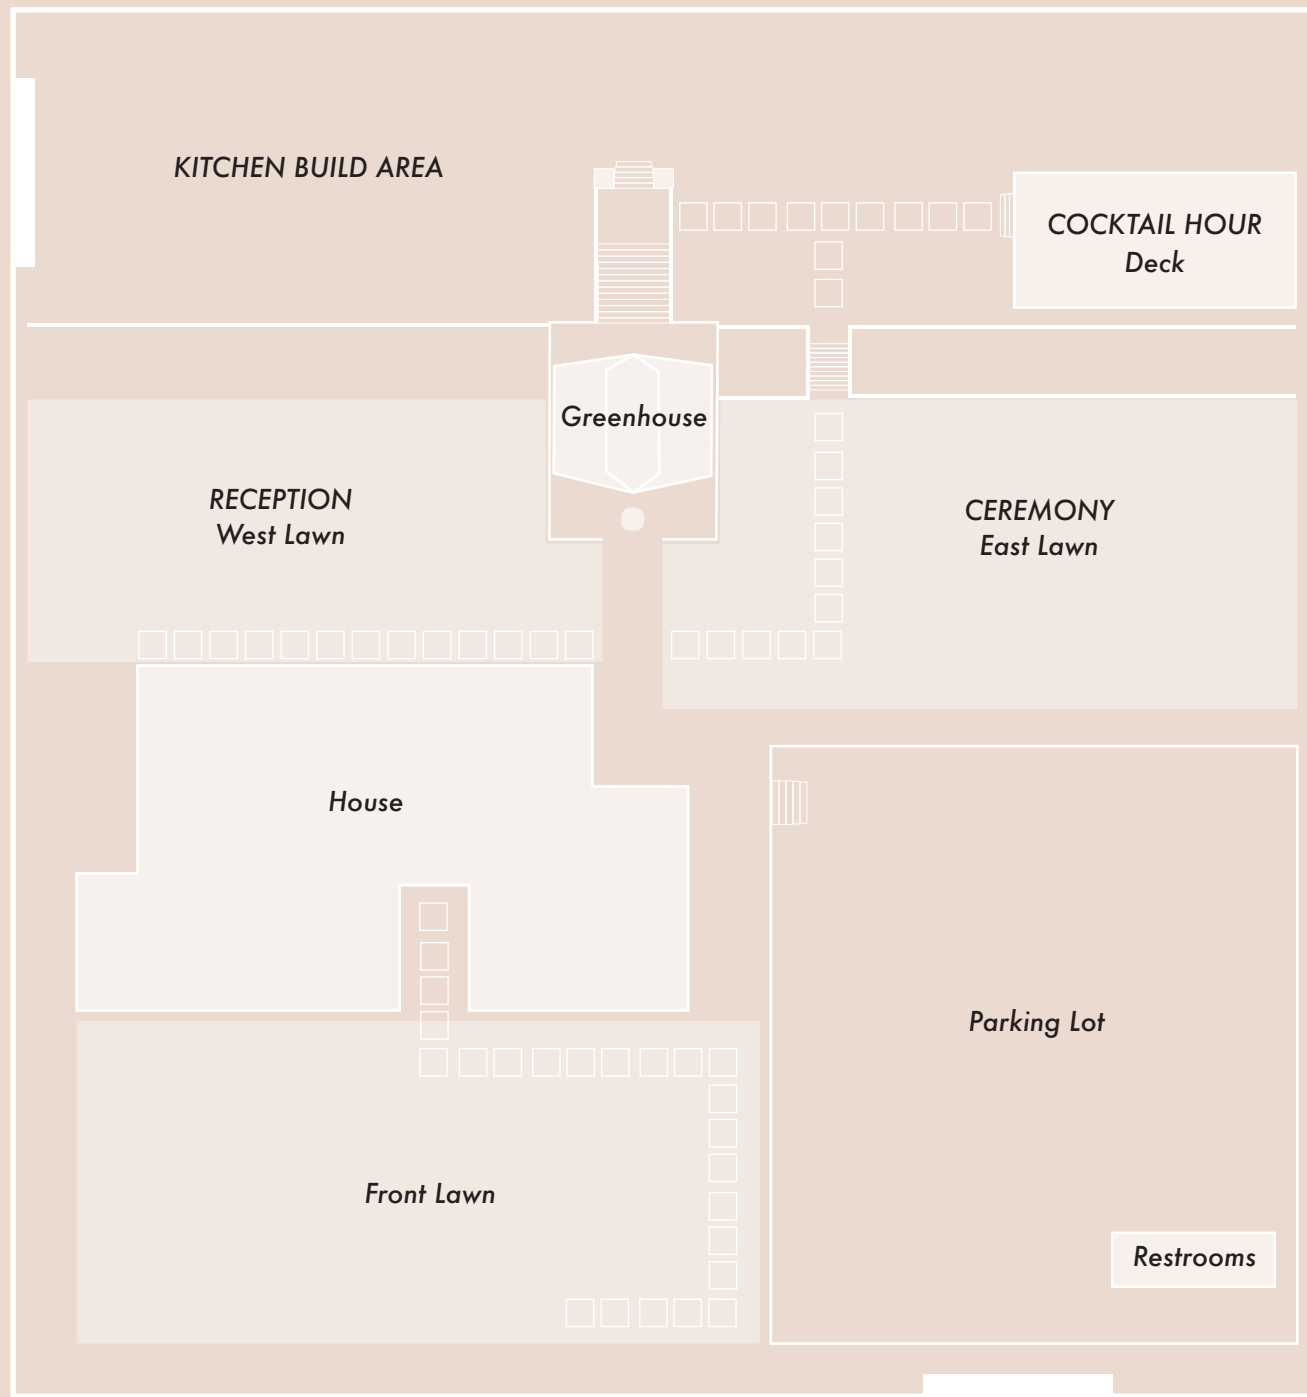 KITCHEN BUILD AREA
COCKTAIL HOUR
Deck
Greenhouse
RECEPTION
West Lawn
CEREMONY
East Lawn
House
Parking Lot
Front Lawn
Restrooms